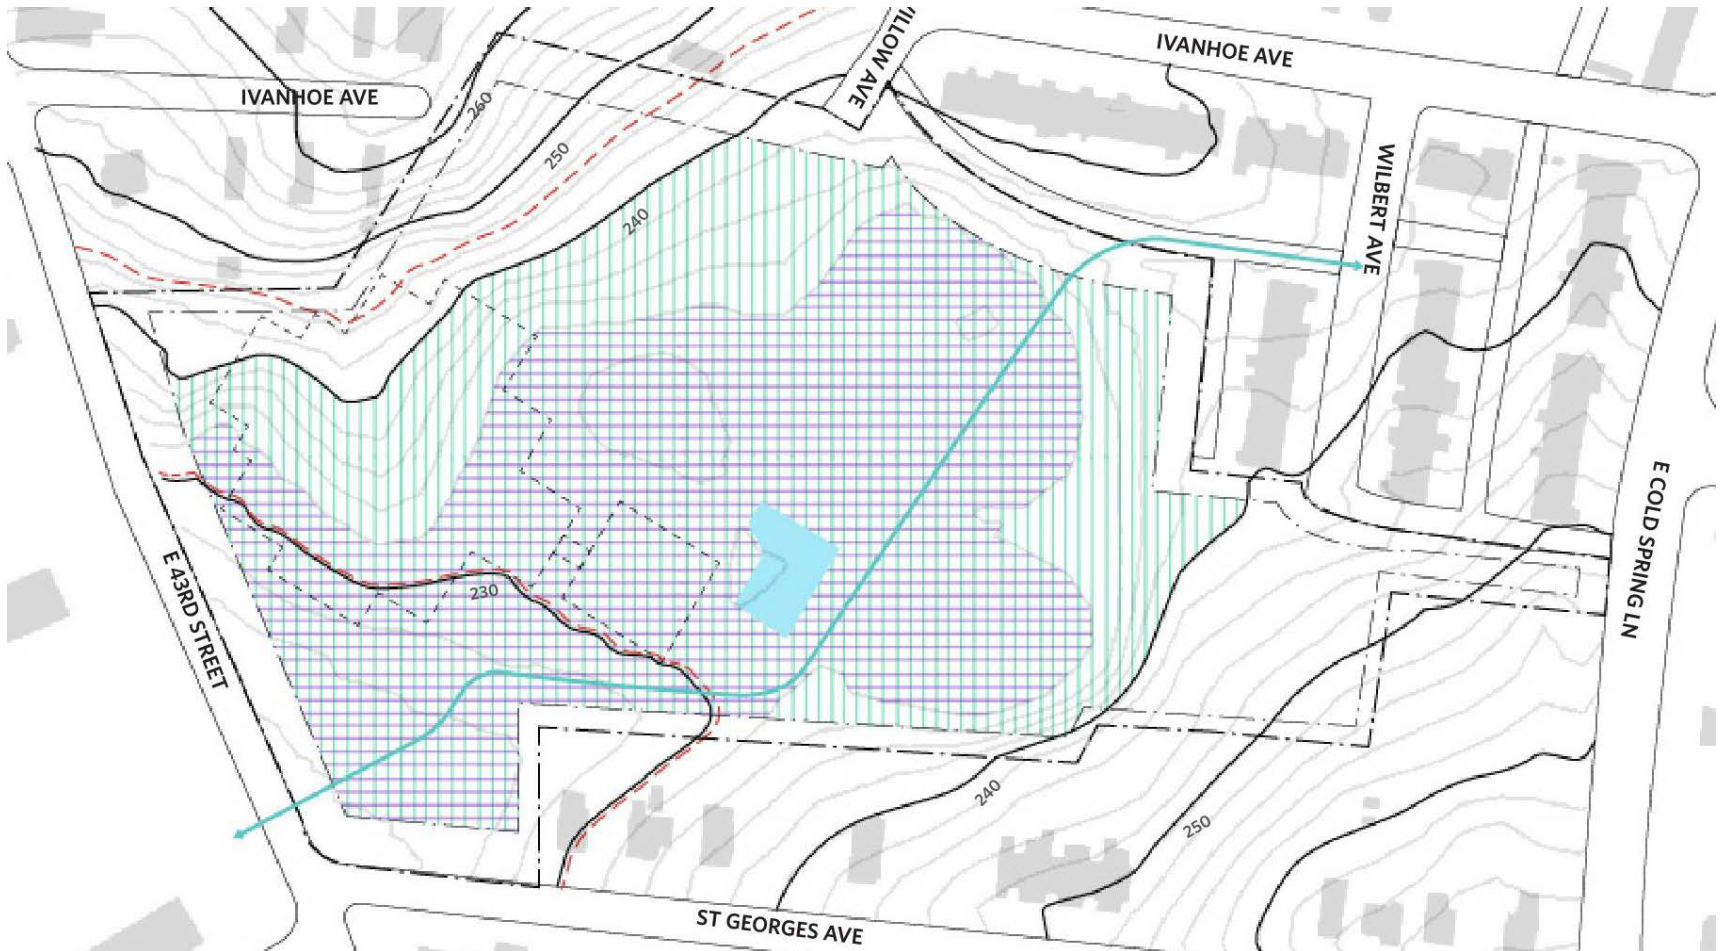 IVANHOE AVE
IVANHOE AVE
ILLOW AVE
WILBERT AVE
260
250
240
230
E 43RD STREET
E COLD SPRING LN
240
250
ST GEORGES AVE